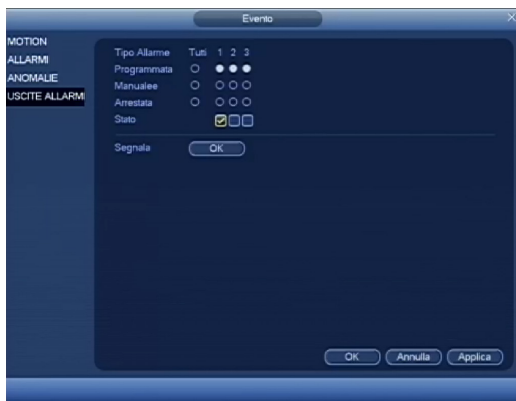 Evento
MOTION
ALLARMI
ANOMALIE
USCITE ALLARMI
Tipo Allarme Tutti 1 2 3
Programmata
Manualee
Arrestata
Stato
Segnala OK
OK Annulla Applica